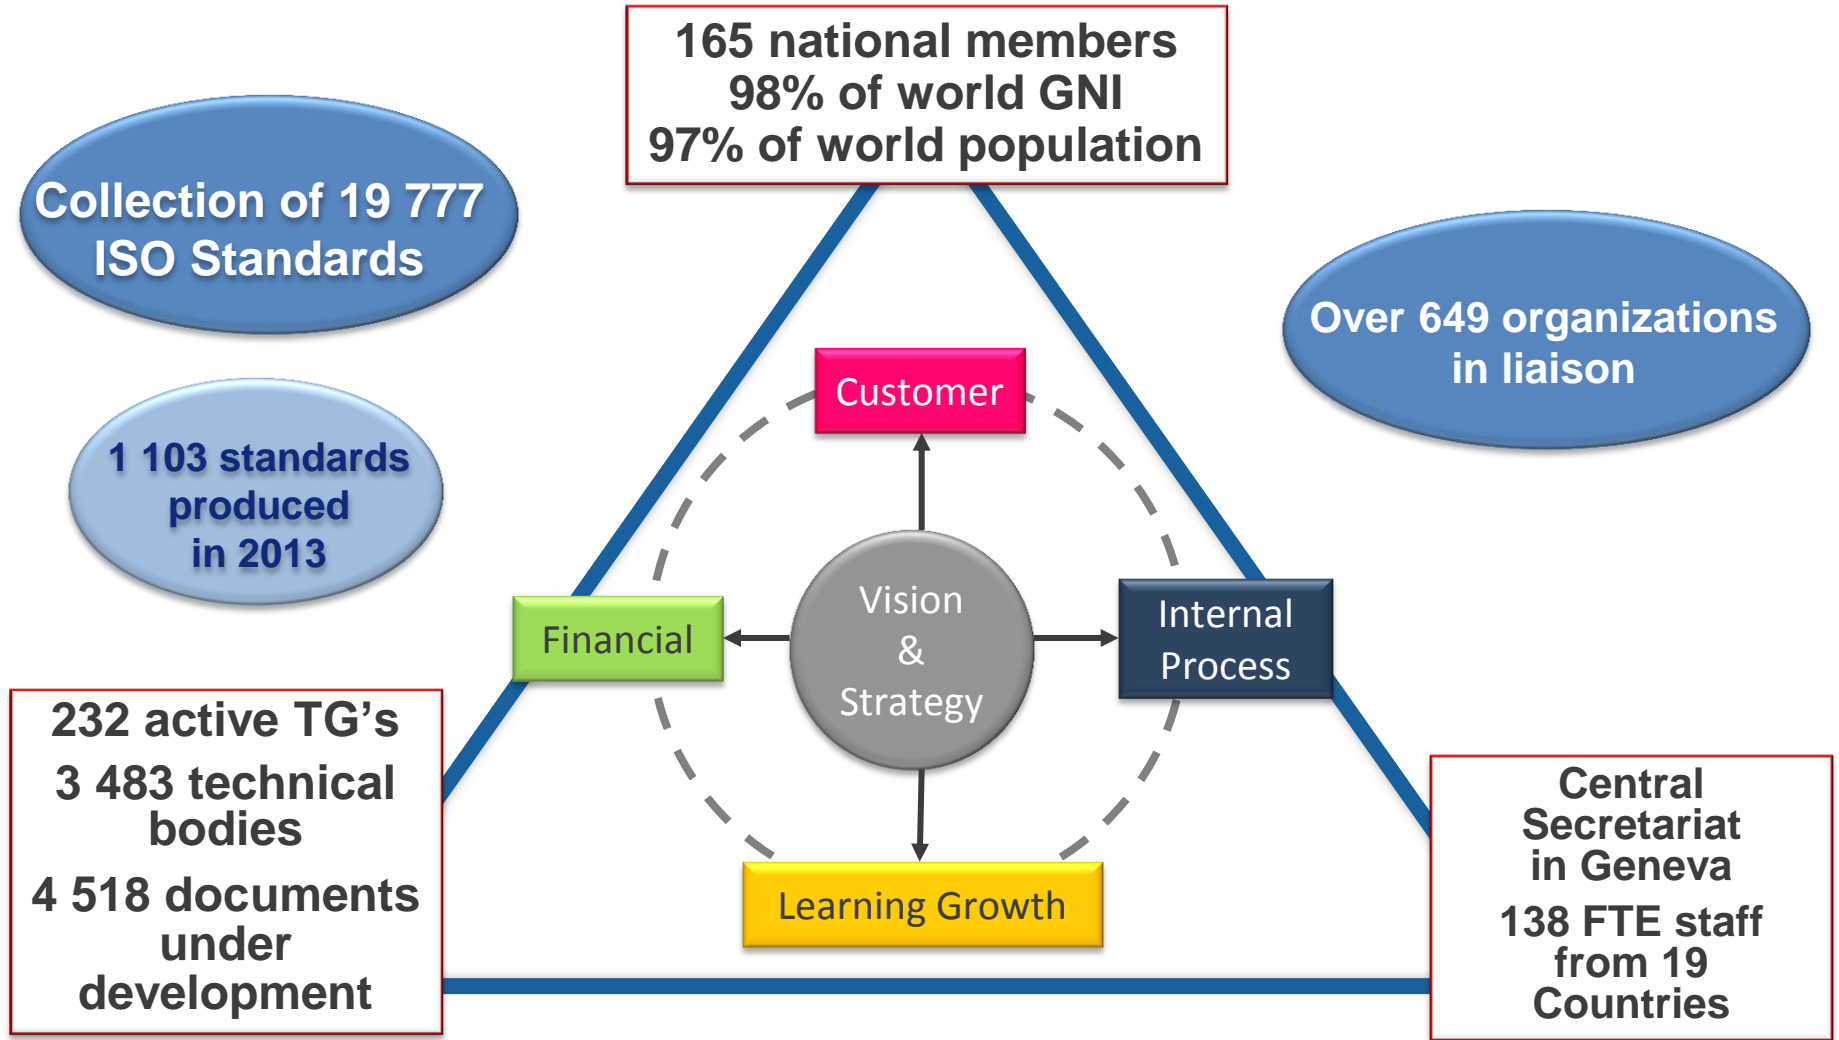 165 national members
98% of world GNI
97% of world population
Collection of 19 777
ISO Standards
Over 649 organizations
in liaison
1 103 standards
produced
in 2013
Customer
Financial
Vision
&
Strategy
Internal
Process
Learning Growth
232 active TG’s
3 483 technical
bodies
4 518 documents
under
development
Central
Secretariat
in Geneva
138 FTE staff
from 19
Countries